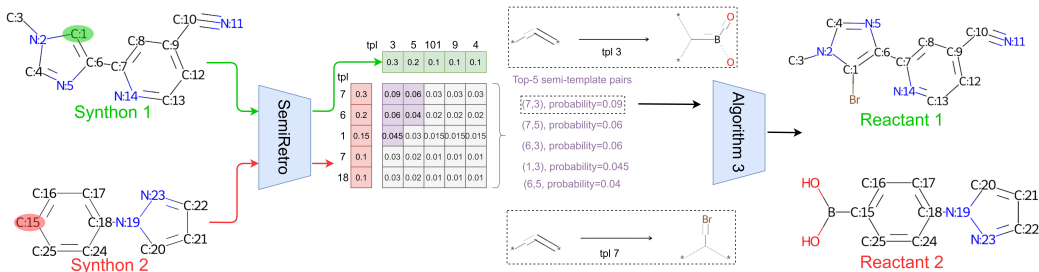 C:3
N:2
C:1
C:4
N:5
C:6
C:7
C:8
C:9
C:10
N:11
C:12
C:13
N:14
Synthon 1
C:16
C:17
C:15
C:18
C:25
C:24
N:19
N:23
C:22
C:21
C:20
Synthon 2
SemiRetro
tpl 3 5 101 9 4
0.3 0.2 0.1 0.1 0.1
tpl
7 0.3 0.09 0.06 0.03 0.03 0.03
6 0.2 0.06 0.04 0.02 0.02 0.02
1 0.15 0.045 0.03 0.015 0.015 0.015
7 0.1 0.03 0.02 0.01 0.01 0.01
18 0.1 0.03 0.02 0.01 0.01 0.01
* * tpl 3 * * B O O
Top-5 semi-template pairs
(7,3), probability=0.09
(7,5), probability=0.06
(6,3), probability=0.06
(1,3), probability=0.045
(6,5, probability=0.04
* * tpl 7 Br * *
Algorithm 3
C:4
N:5
N:2
C:3
C:1
Br
C:6
C:7
C:8
C:9
C:10
N:11
C:12
C:13
N:14
Reactant 1
HO
B
HO
C:16
C:17
C:15
C:18
C:25
C:24
N:19
C:20
C:21
C:22
N:23
Reactant 2